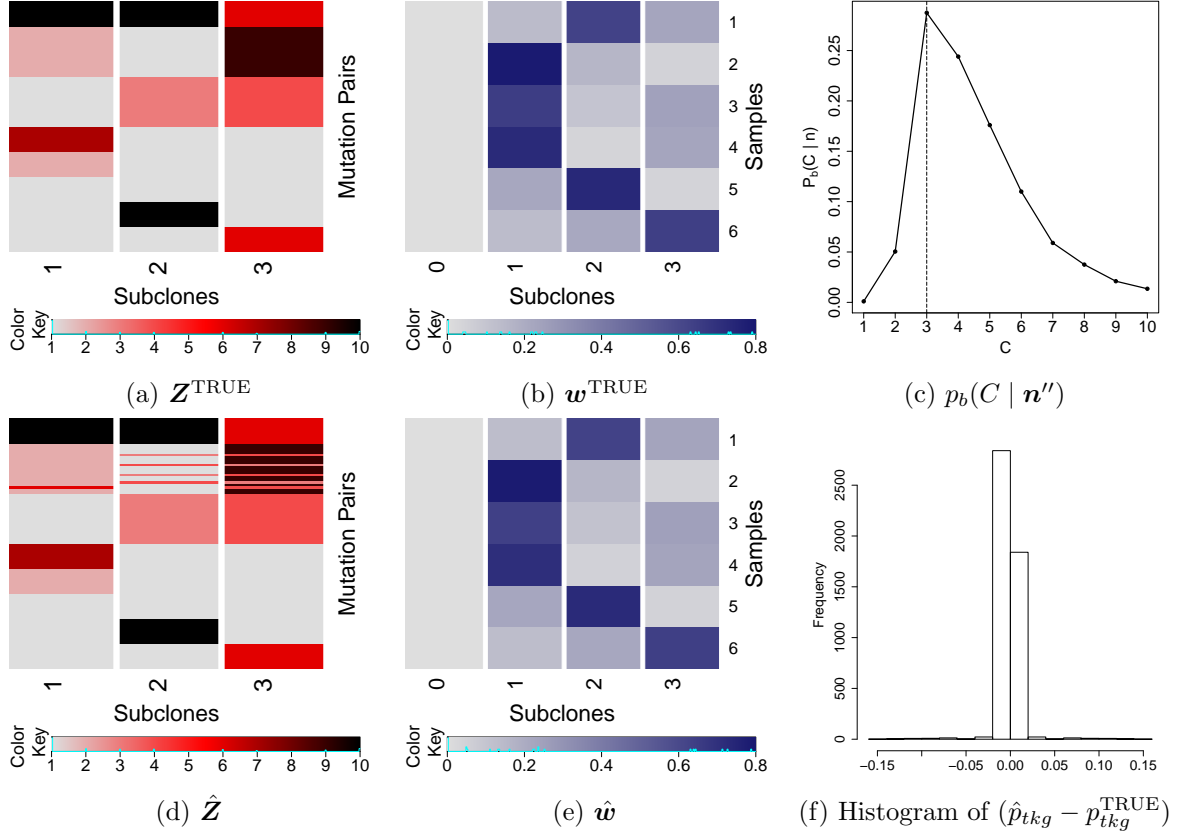 1 2 3
Subclones
Mutation Pairs
Color Key
1 2 3 4 5 6 7 8 9 10
(a) Z^TRUE
1
2
3
4
5
6
Samples
0 1 2 3
Subclones
Color Key
0 0.2 0.4 0.6 0.8
(b) w^TRUE
P_b(C | n)
0.00 0.05 0.10 0.15 0.20 0.25
1 2 3 4 5 6 7 8 9 10
C
(c) p_b(C | n'')
1 2 3
Subclones
Mutation Pairs
Color Key
1 2 3 4 5 6 7 8 9 10
(d) Ẑ
1
2
3
4
5
6
Samples
0 1 2 3
Subclones
Color Key
0 0.2 0.4 0.6 0.8
(e) ŵ
Frequency
0 500 1000 1500 2000 2500
−0.15 −0.05 0.00 0.05 0.10 0.15
(f) Histogram of (p̂_tkg − p_tkg^TRUE)